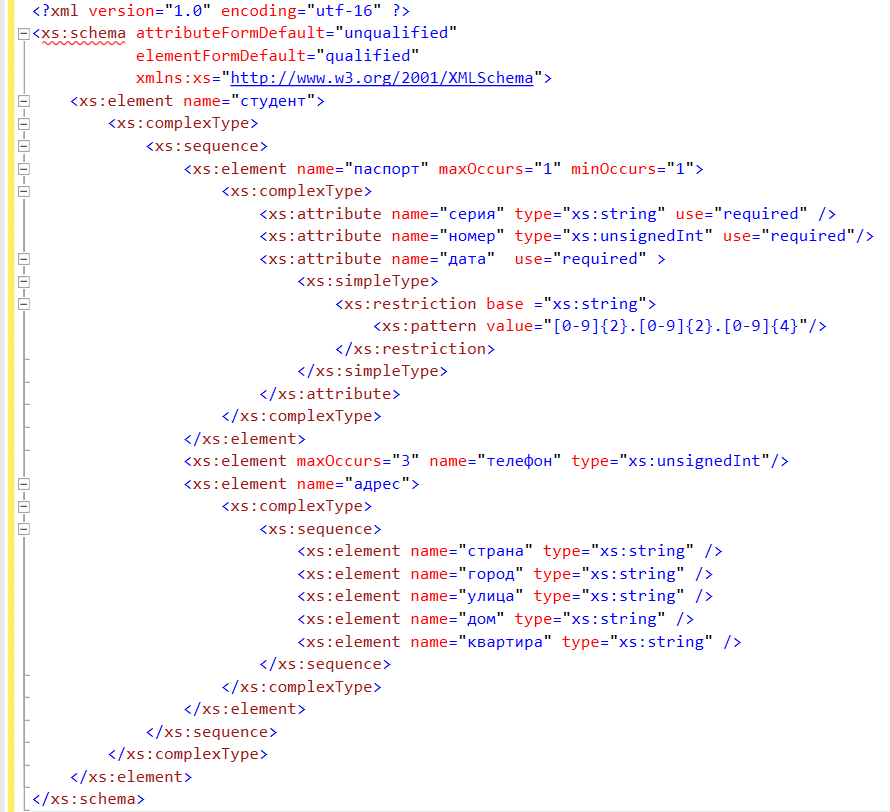 <?xml version="1.0" encoding="utf-16" ?>
<xs:schema attributeFormDefault="unqualified"
elementFormDefault="qualified"
xmlns:xs="http://www.w3.org/2001/XMLSchema">
<xs:element name="студент">
<xs:complexType>
<xs:sequence>
<xs:element name="паспорт" maxOccurs="1" minOccurs="1">
<xs:complexType>
<xs:attribute name="серия" type="xs:string" use="required" />
<xs:attribute name="номер" type="xs:unsignedInt" use="required"/>
<xs:attribute name="дата"  use="required" >
<xs:simpleType>
<xs:restriction base ="xs:string">
<xs:pattern value="[0-9]{2}.[0-9]{2}.[0-9]{4}"/>
</xs:restriction>
</xs:simpleType>
</xs:attribute>
</xs:complexType>
</xs:element>
<xs:element maxOccurs="3" name="телефон" type="xs:unsignedInt"/>
<xs:element name="адрес">
<xs:complexType>
<xs:sequence>
<xs:element name="страна" type="xs:string" />
<xs:element name="город" type="xs:string" />
<xs:element name="улица" type="xs:string" />
<xs:element name="дом" type="xs:string" />
<xs:element name="квартира" type="xs:string" />
</xs:sequence>
</xs:complexType>
</xs:element>
</xs:sequence>
</xs:complexType>
</xs:element>
</xs:schema>